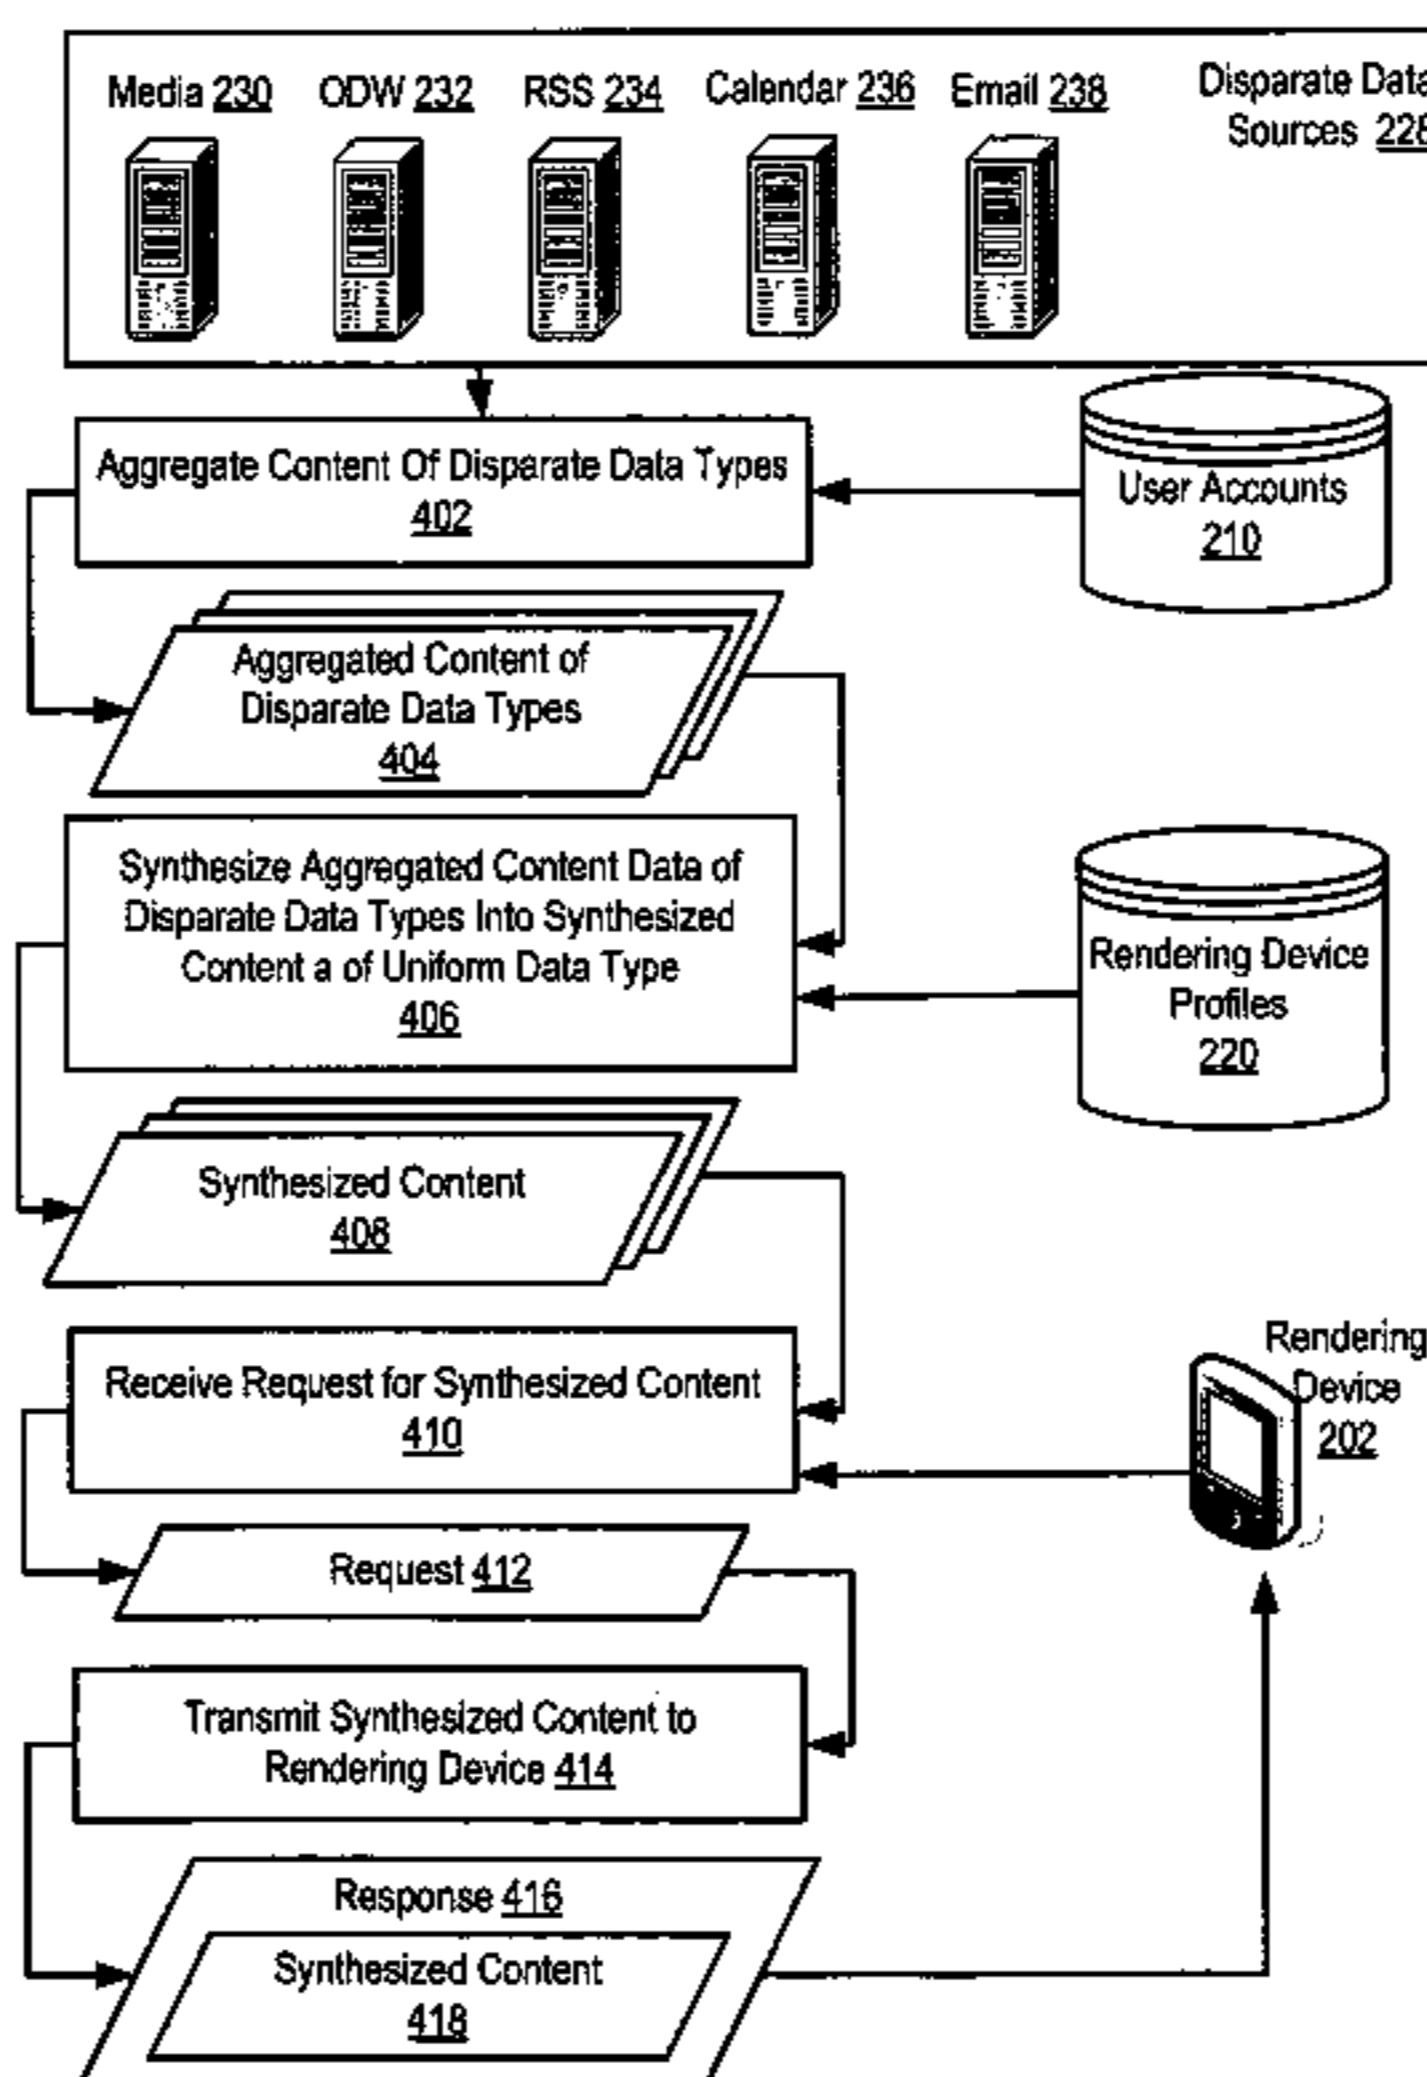 Media 230 ODW 232 RSS 234 Calendar 236 Email 238
Disparate Data
Sources 228
Aggregate Content Of Disparate Data Types
402
User Accounts
210
Aggregated Content of
Disparate Data Types
404
Synthesize Aggregated Content Data of
Disparate Data Types Into Synthesized
Content a of Uniform Data Type
406
Rendering Device
Profiles
220
Synthesized Content
408
Receive Request for Synthesized Content
410
Rendering
Device
202
Request 412
Transmit Synthesized Content to
Rendering Device 414
Response 416
Synthesized Content
418